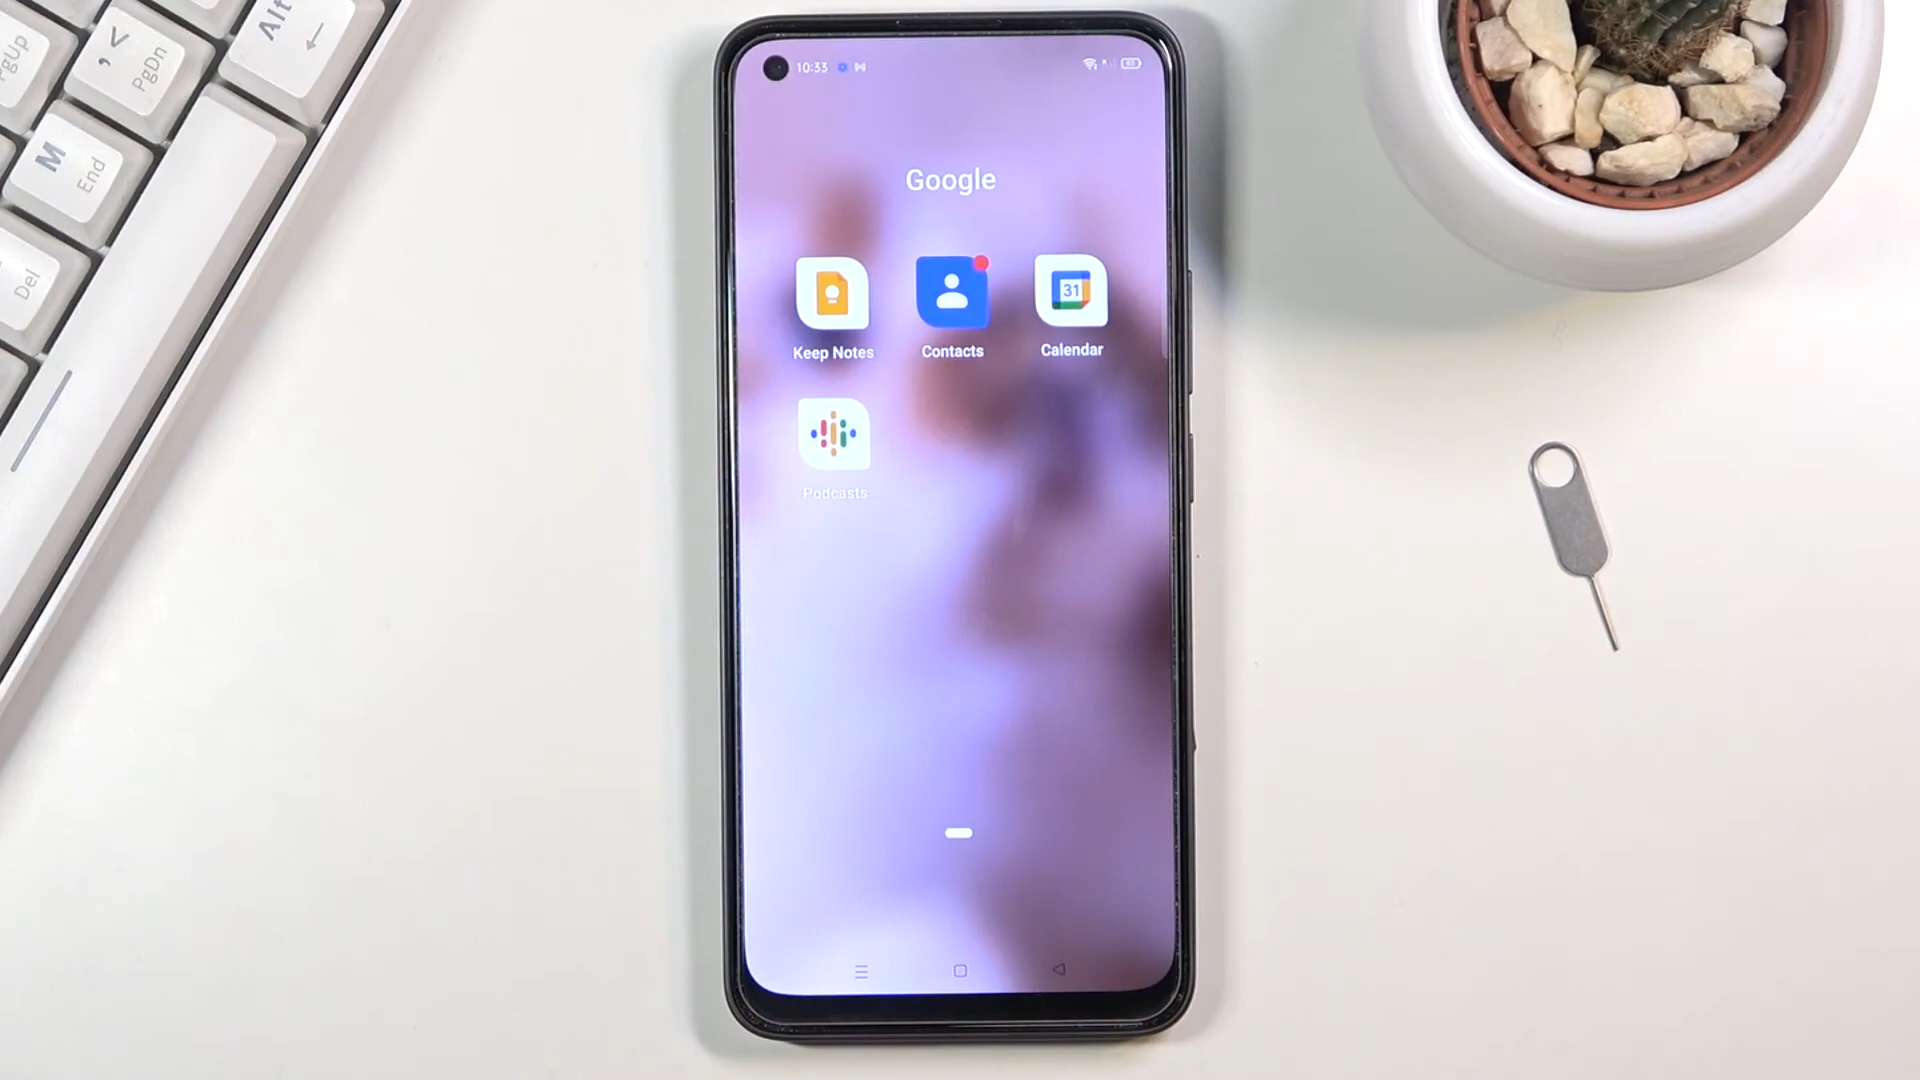 Alt
PgUp
< , PgDn
M End
Del
10:33
Google
31
Keep Notes
Contacts
Calendar
Podcasts